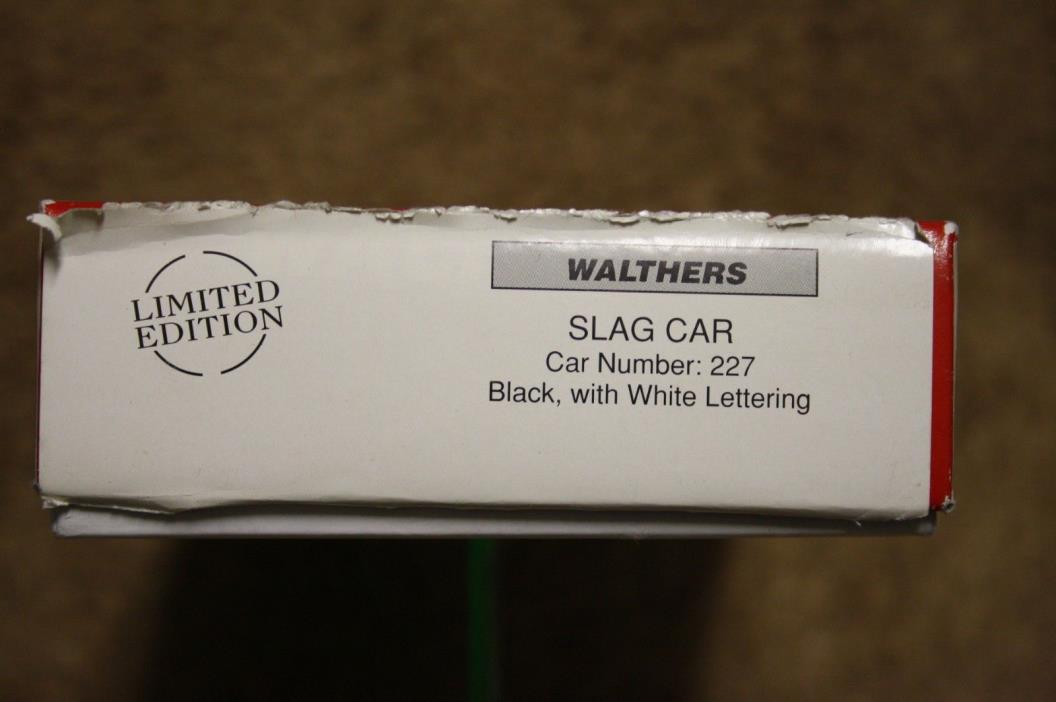 LIMITED
EDITION
WALTHERS
SLAG CAR
Car Number: 227
Black, with White Lettering